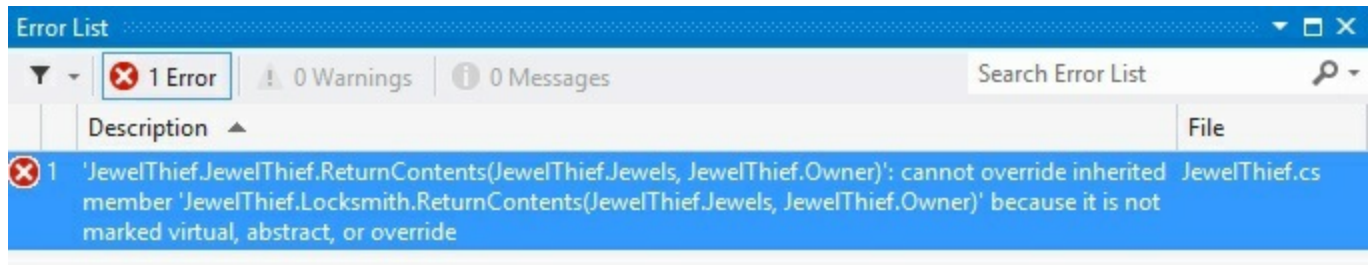 Error List
1 Error
0 Warnings
0 Messages
Search Error List
Description
File
1 'JewelThief.JewelThief.ReturnContents(JewelThief.Jewels, JewelThief.Owner)': cannot override inherited JewelThief.cs
member 'JewelThief.Locksmith.ReturnContents(JewelThief.Jewels, JewelThief.Owner)' because it is not
marked virtual, abstract, or override